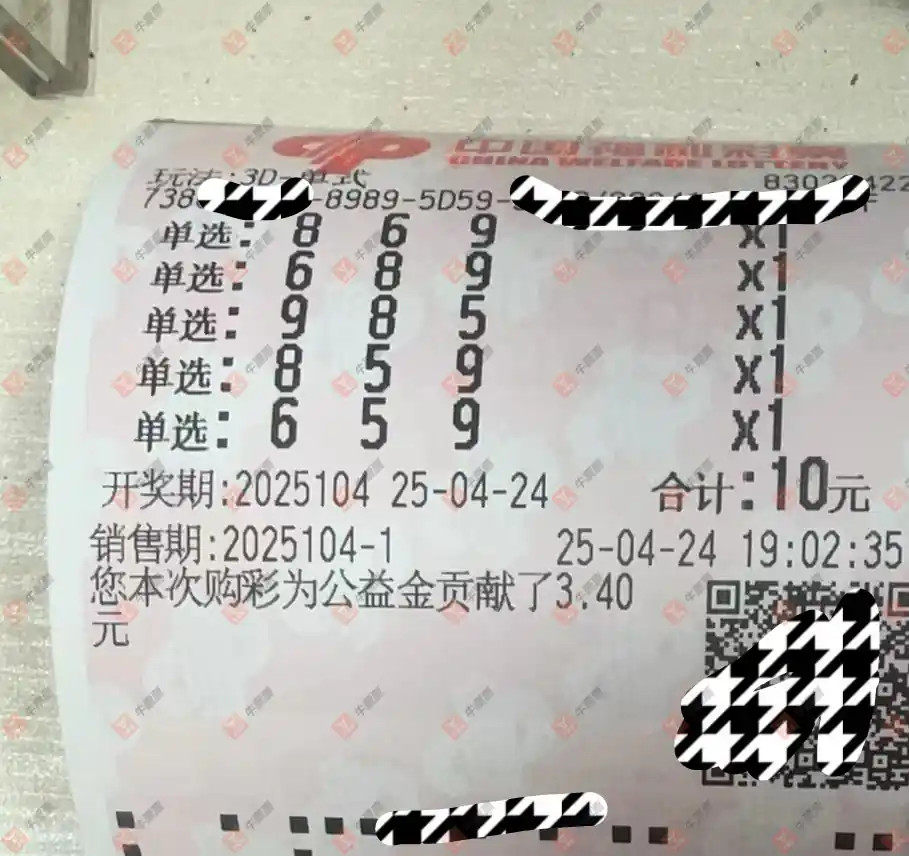 中国福利彩票
CHINA WELFARE LOTTERY
玩法:3D-单式
738 -8989-5D59-
单选: 8 6 9 x1
单选: 6 8 9 x1
单选: 9 8 5 x1
单选: 8 5 9 x1
单选: 6 5 9 x1
开奖期:2025104 25-04-24 合计:10元
销售期:2025104-1 25-04-24 19:02:35
您本次购彩为公益金贡献了3.40
元